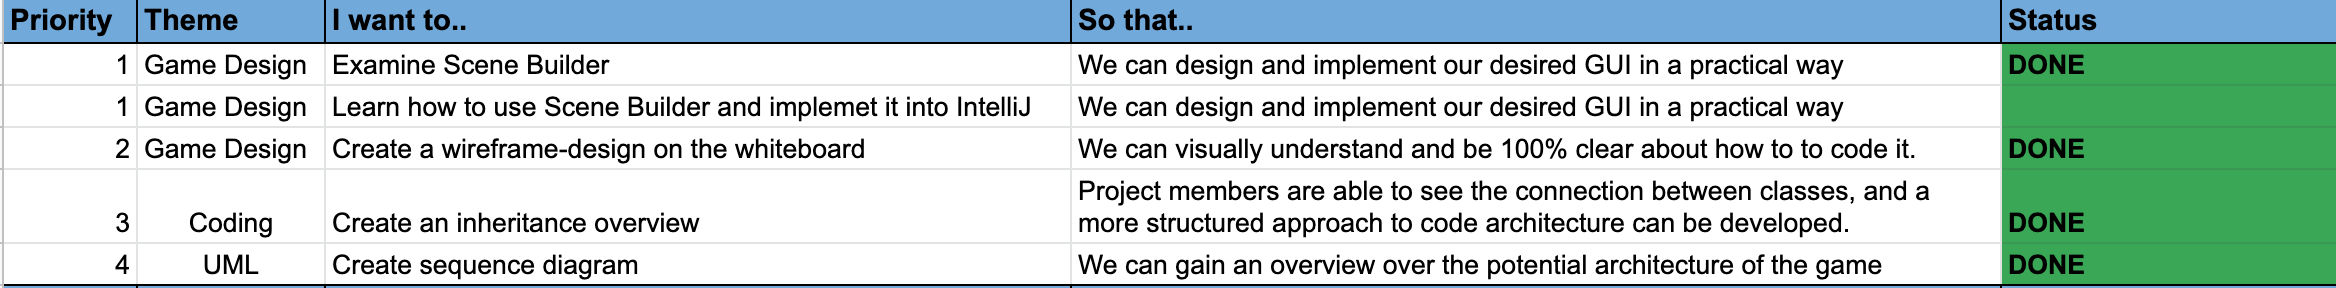 Priority Theme I want to.. So that.. Status
1 Game Design Examine Scene Builder We can design and implement our desired GUI in a practical way DONE
1 Game Design Learn how to use Scene Builder and implemet it into IntelliJ We can design and implement our desired GUI in a practical way
2 Game Design Create a wireframe-design on the whiteboard We can visually understand and be 100% clear about how to to code it. DONE
Project members are able to see the connection between classes, and a
3 Coding Create an inheritance overview more structured approach to code architecture can be developed. DONE
4 UML Create sequence diagram We can gain an overview over the potential architecture of the game DONE